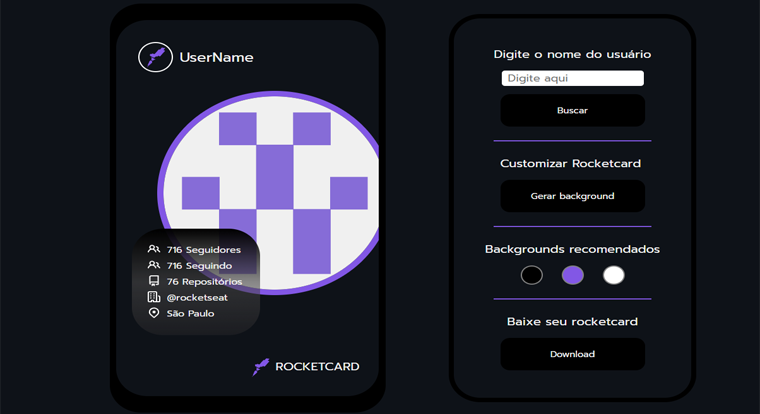 UserName
716 Seguidores
716 Seguindo
76 Repositórios
@rocketseat
São Paulo
ROCKETCARD
Digite o nome do usuário
Digite aqui
Buscar
Customizar Rocketcard
Gerar background
Backgrounds recomendados
Baixe seu rocketcard
Download